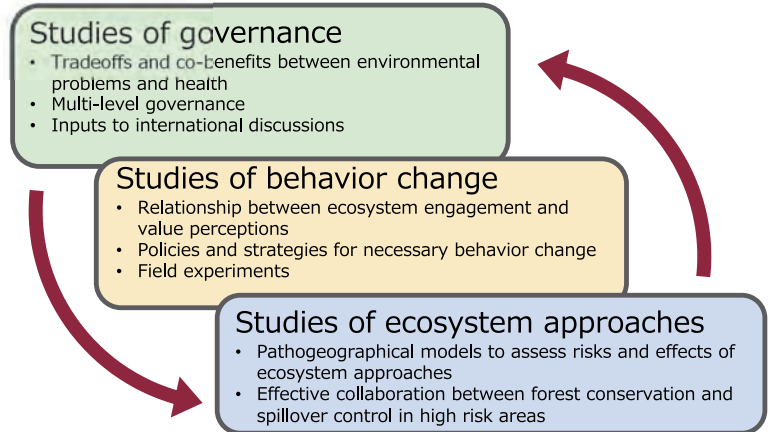 Studies of governance
• Tradeoffs and co-benefits between environmental
problems and health
• Multi-level governance
• Inputs to international discussions
Studies of behavior change
• Relationship between ecosystem engagement and
value perceptions
• Policies and strategies for necessary behavior change
• Field experiments
Studies of ecosystem approaches
• Pathogeographical models to assess risks and effects of
ecosystem approaches
• Effective collaboration between forest conservation and
spillover control in high risk areas